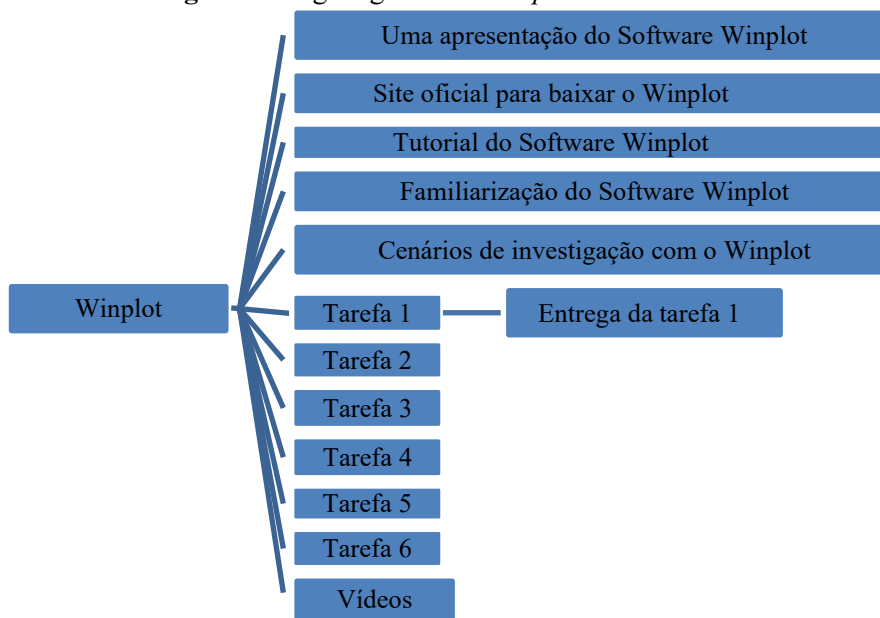 Uma apresentação do Software Winplot
Site oficial para baixar o Winplot
Tutorial do Software Winplot
Familiarização do Software Winplot
Cenários de investigação com o Winplot
Winplot
Tarefa 1
Entrega da tarefa 1
Tarefa 2
Tarefa 3
Tarefa 4
Tarefa 5
Tarefa 6
Vídeos